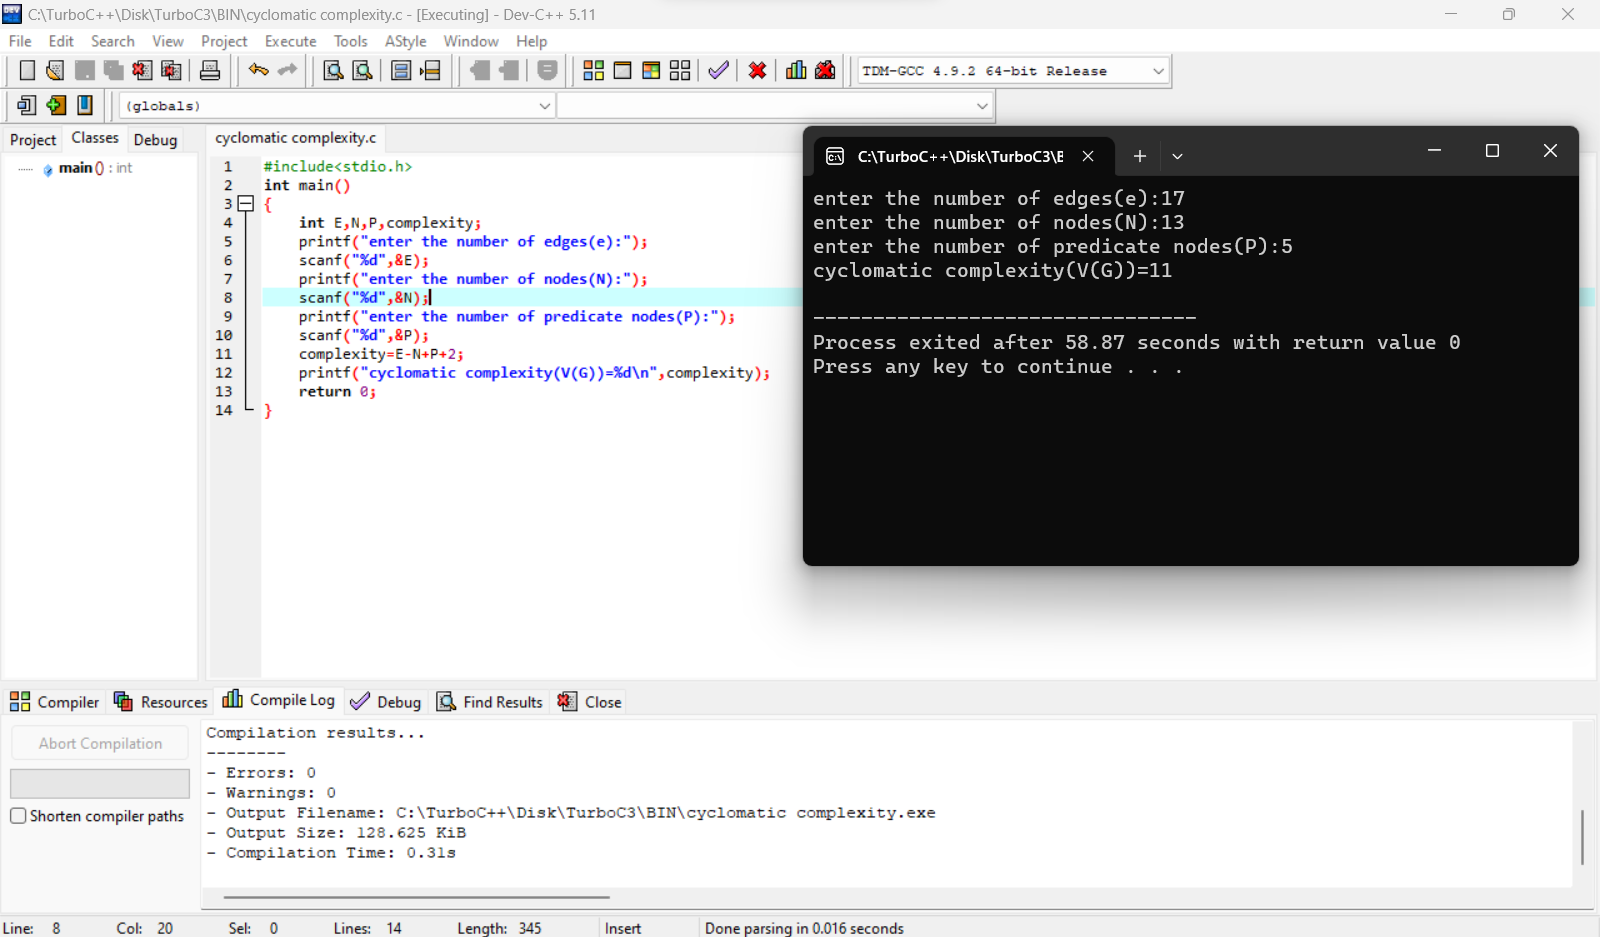 C:\TurboC++\Disk\TurboC3\BIN\cyclomatic complexity.c - [Executing] - Dev-C++ 5.11
File Edit Search View Project Execute Tools AStyle Window Help
TDM-GCC 4.9.2 64-bit Release
(globals)
Project Classes Debug
main () : int
cyclomatic complexity.c
1 #include<stdio.h>
2 int main()
3 {
4 int E,N,P,complexity;
5 printf("enter the number of edges(e):");
6 scanf("%d",&E);
7 printf("enter the number of nodes(N):");
8 scanf("%d",&N);
9 printf("enter the number of predicate nodes(P):");
10 scanf("%d",&P);
11 complexity=E-N+P+2;
12 printf("cyclomatic complexity(V(G))=%d\n",complexity);
13 return 0;
14 }
C:\TurboC++\Disk\TurboC3\E
enter the number of edges(e):17
enter the number of nodes(N):13
enter the number of predicate nodes(P):5
cyclomatic complexity(V(G))=11
--------------------------------
Process exited after 58.87 seconds with return value 0
Press any key to continue . . .
Compiler Resources Compile Log Debug Find Results Close
Abort Compilation
Shorten compiler paths
Compilation results...
--------
- Errors: 0
- Warnings: 0
- Output Filename: C:\TurboC++\Disk\TurboC3\BIN\cyclomatic complexity.exe
- Output Size: 128.625 KiB
- Compilation Time: 0.31s
Line: 8 Col: 20 Sel: 0 Lines: 14 Length: 345 Insert Done parsing in 0.016 seconds